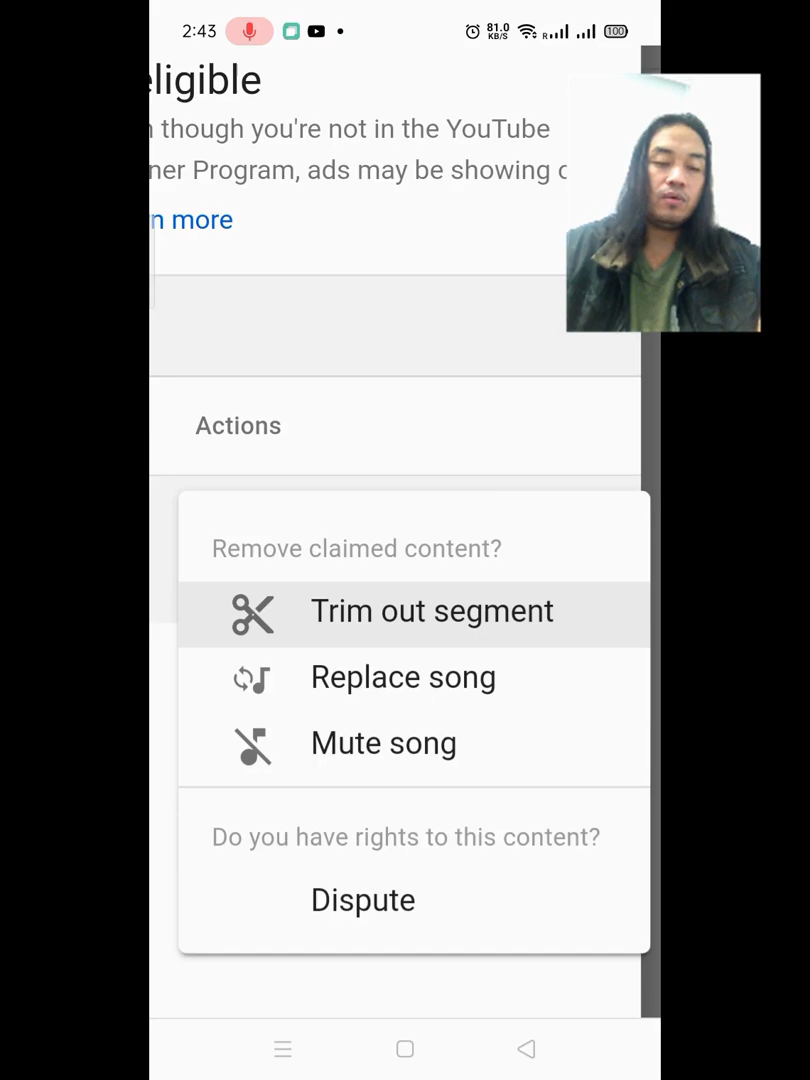 2:43
81.0
KB/S
R
100
eligible
though you're not in the YouTube
ner Program, ads may be showing
more
Actions
Remove claimed content?
Trim out segment
Replace song
Mute song
Do you have rights to this content?
Dispute